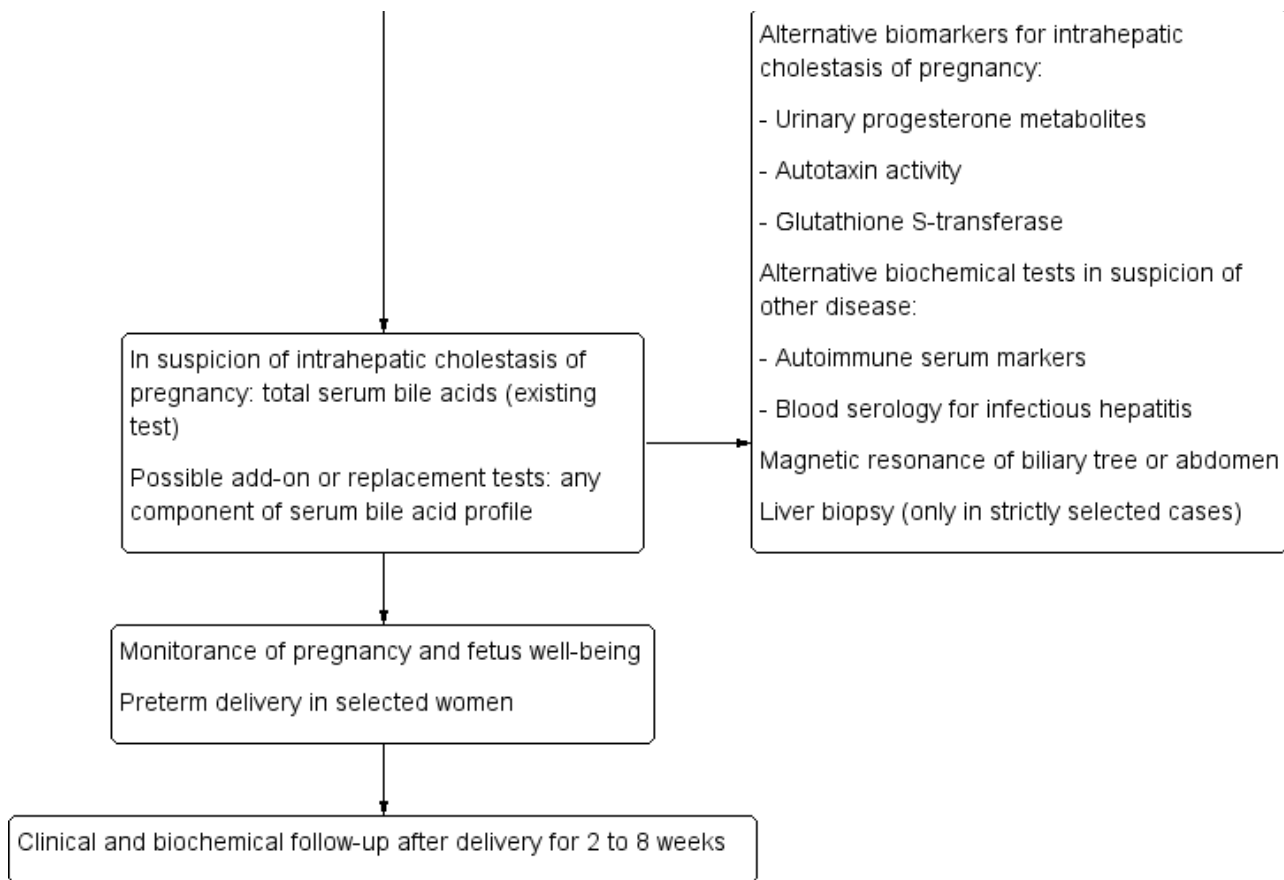 Alternative biomarkers for intrahepatic
cholestasis of pregnancy:
- Urinary progesterone metabolites
- Autotaxin activity
- Glutathione S-transferase
Alternative biochemical tests in suspicion of
other disease:
- Autoimmune serum markers
- Blood serology for infectious hepatitis
Magnetic resonance of biliary tree or abdomen
Liver biopsy (only in strictly selected cases)
In suspicion of intrahepatic cholestasis of
pregnancy: total serum bile acids (existing
test)
Possible add-on or replacement tests: any
component of serum bile acid profile
Monitorance of pregnancy and fetus well-being
Preterm delivery in selected women
Clinical and biochemical follow-up after delivery for 2 to 8 weeks